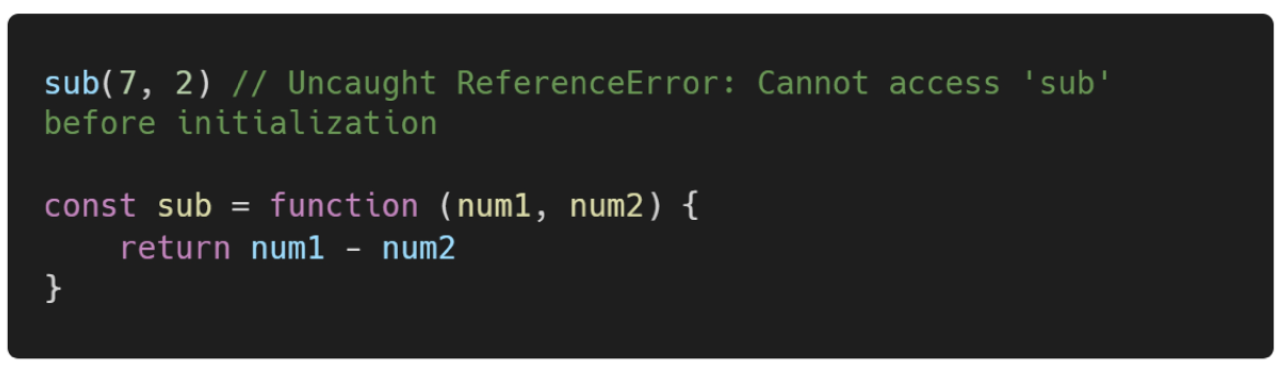 sub(7, 2) // Uncaught ReferenceError: Cannot access 'sub'
before initialization
const sub = function (num1, num2) {
    return num1 - num2
}